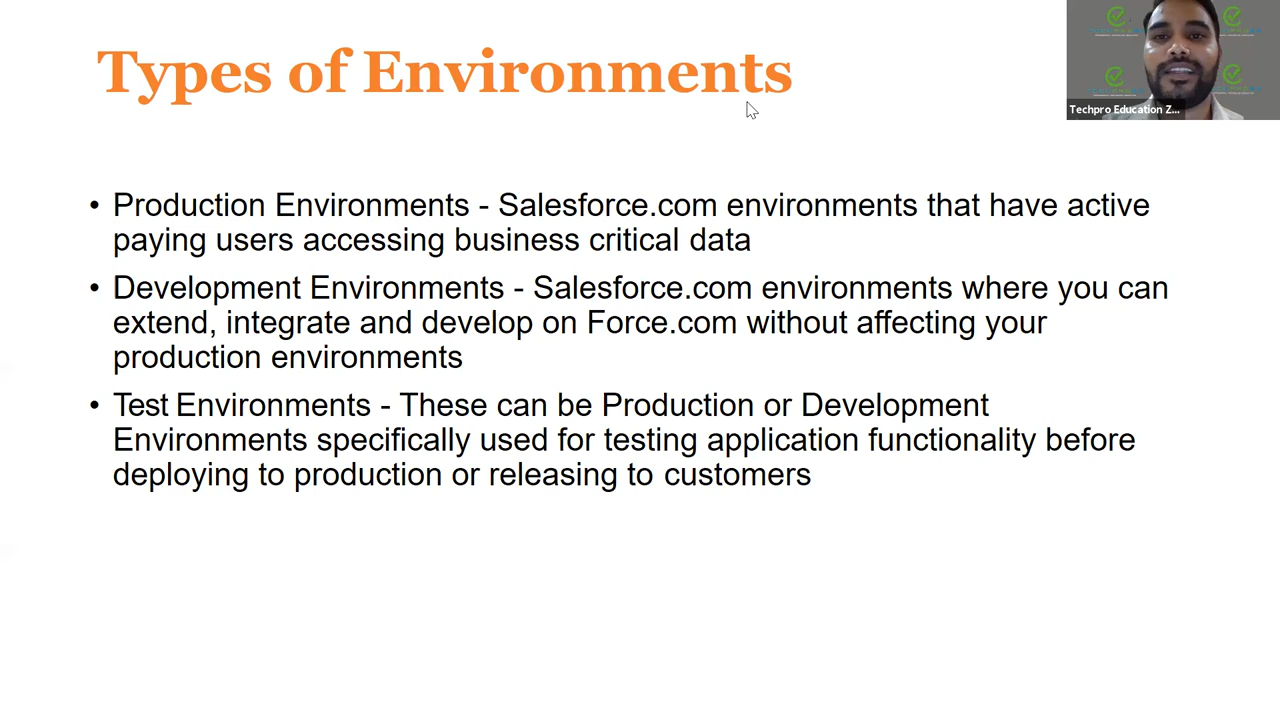 Types of Environments
Techpro Education Z...
• Production Environments - Salesforce.com environments that have active
paying users accessing business critical data
• Development Environments - Salesforce.com environments where you can
extend, integrate and develop on Force.com without affecting your
production environments
• Test Environments - These can be Production or Development
Environments specifically used for testing application functionality before
deploying to production or releasing to customers